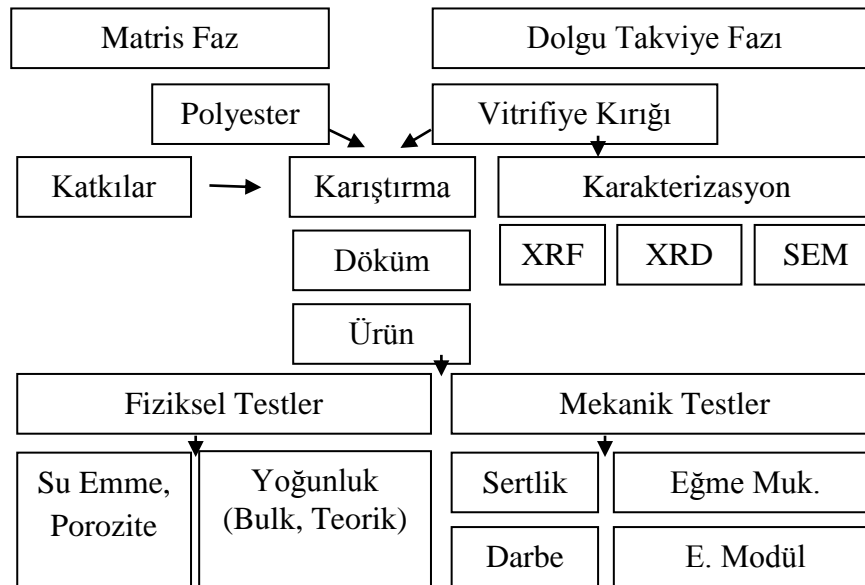 Matris Faz
Dolgu Takviye Fazı
Polyester
Vitrifiye Kırığı
Katkılar
Karıştırma
Karakterizasyon
Döküm
XRF
XRD
SEM
Ürün
Fiziksel Testler
Mekanik Testler
Su Emme,
Porozite
Yoğunluk
(Bulk, Teorik)
Sertlik
Eğme Muk.
Darbe
E. Modül